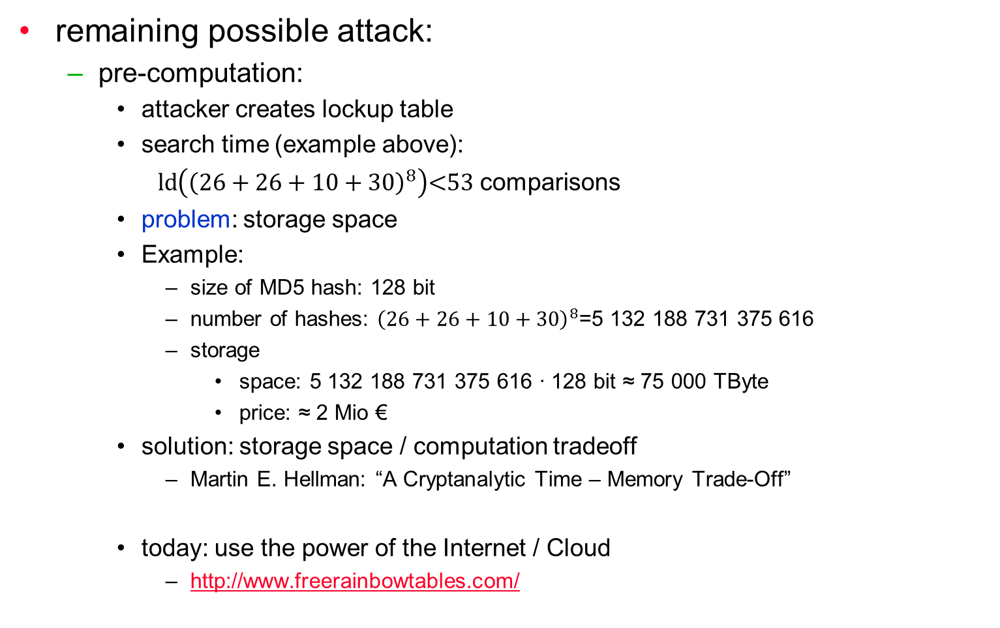 • remaining possible attack:
– pre-computation:
• attacker creates lockup table
• search time (example above):
ld((26 + 26 + 10 + 30)⁸)<53 comparisons
• problem: storage space
• Example:
– size of MD5 hash: 128 bit
– number of hashes: (26 + 26 + 10 + 30)⁸=5 132 188 731 375 616
– storage
• space: 5 132 188 731 375 616 · 128 bit ≈ 75 000 TByte
• price: ≈ 2 Mio €
• solution: storage space / computation tradeoff
– Martin E. Hellman: “A Cryptanalytic Time – Memory Trade-Off”
• today: use the power of the Internet / Cloud
– http://www.freerainbowtables.com/